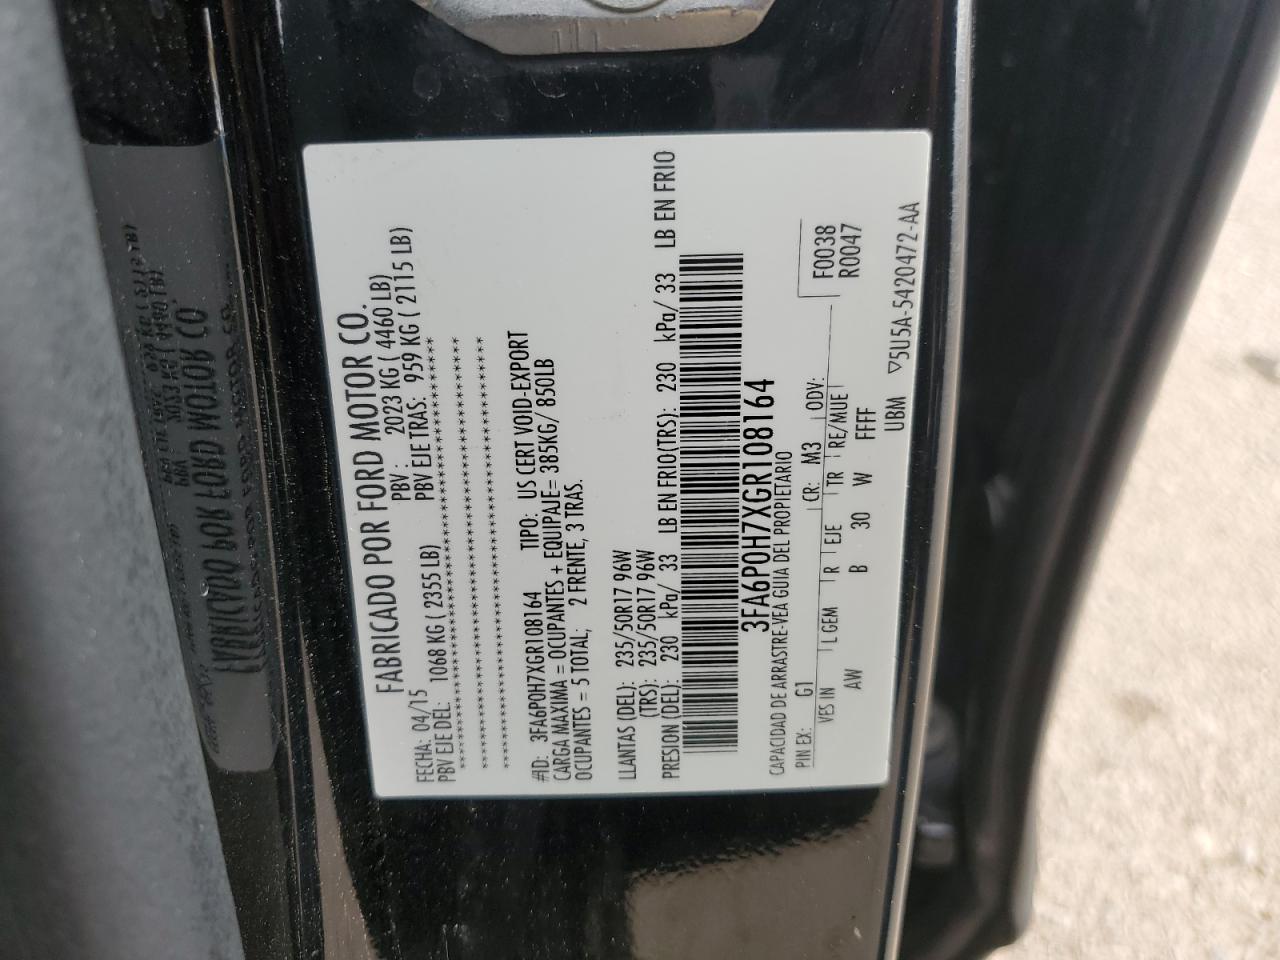 FABRICADO POR FORD MOTOR CO.
FECHA: 04/15 PBV: 2023 KG ( 4460 LB)
PBV EJE DEL: 1068 KG ( 2355 LB) PBV EJE TRAS: 959 KG ( 2115 LB)
#ID: 3FA6P0H7XGR108164 TIPO: US CERT VOID-EXPORT
CARGA MAXIMA = OCUPANTES + EQUIPAJE= 385KG/ 850LB
OCUPANTES = 5 TOTAL; 2 FRENTE, 3 TRAS.
LLANTAS (DEL): 235/50R17 96W
(TRS): 235/50R17 96W
PRESION (DEL): 230 kPa/ 33 LB EN FRIO(TRS): 230 kPa/ 33 LB EN FRIO
3FA6P0H7XGR108164
CAPACIDAD DE ARRASTRE-VEA GUIA DEL PROPIETARIO
PIN EX: G1 CR: M3 ODV: F0038
VES IN L GEM R EJE TR RE/MUE R0047
AW B 30 W FFF
UBM ▽5U5A-5420472-AA